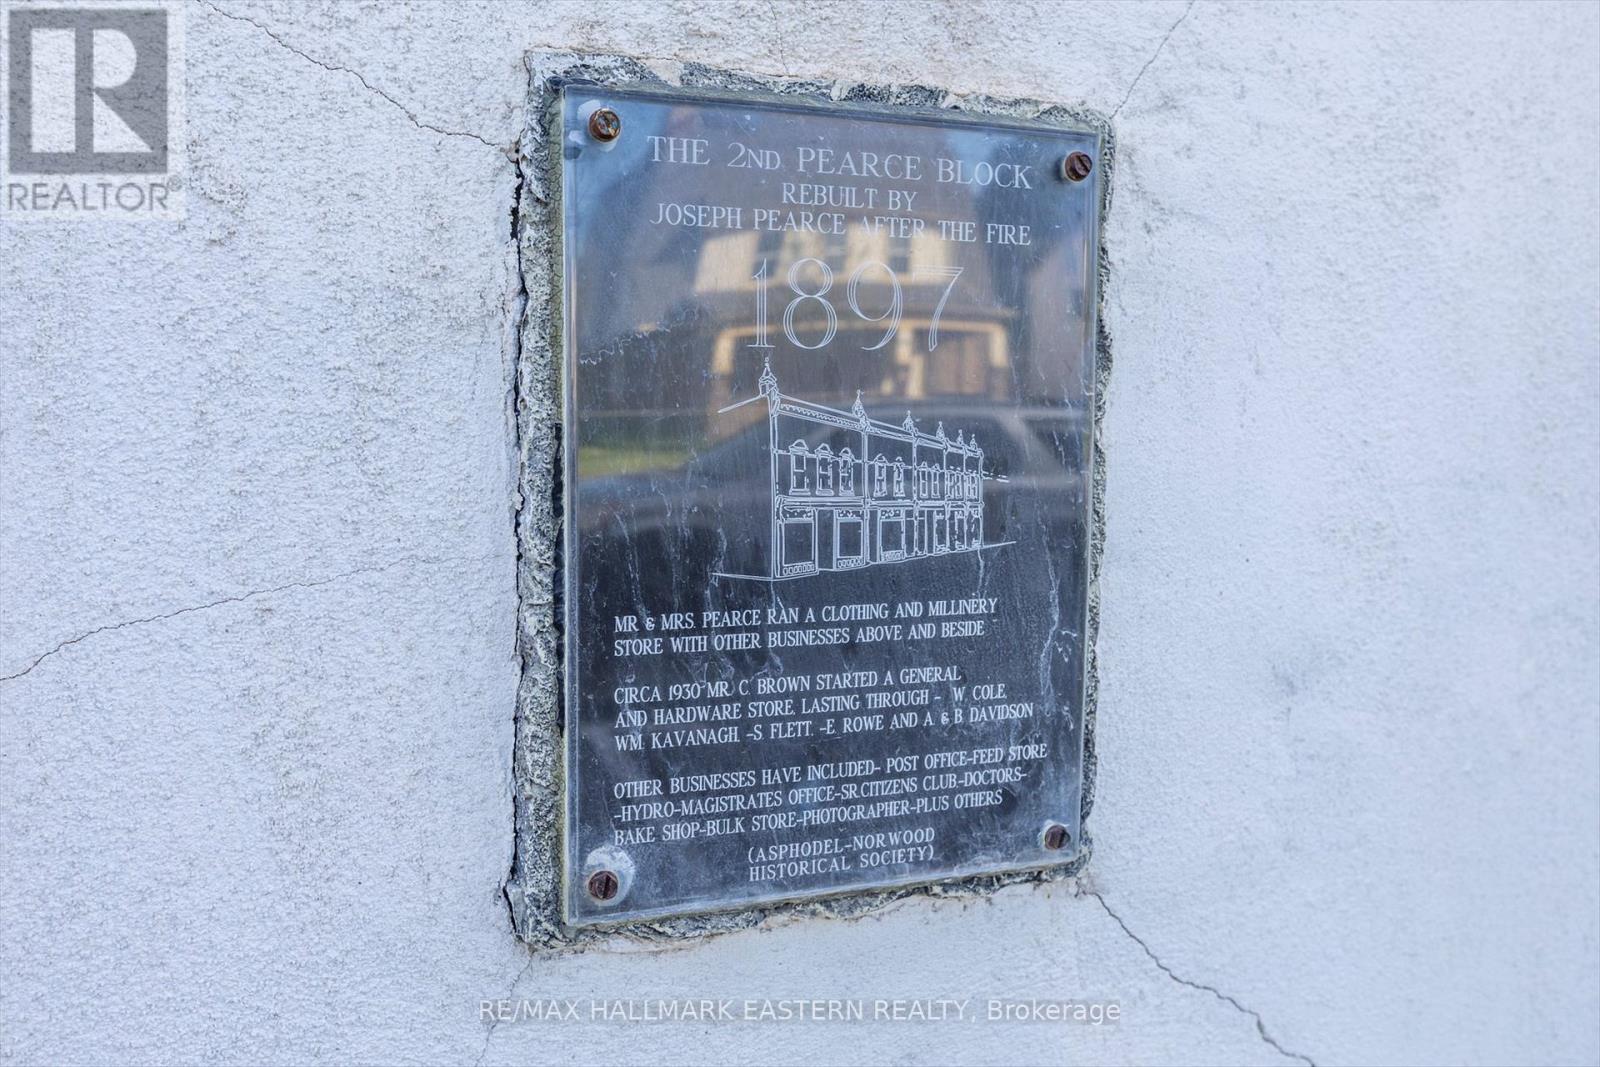 REALTOR®
THE 2ND PEARCE BLOCK
REBUILT BY
JOSEPH PEARCE AFTER THE FIRE
1897
MR & MRS. PEARCE RAN A CLOTHING AND MILLINERY
STORE WITH OTHER BUSINESSES ABOVE AND BESIDE
CIRCA 1930 MR. C. BROWN STARTED A GENERAL
AND HARDWARE STORE, LASTING THROUGH - W. COLE,
WM. KAVANAGH, -S. FLETT, -E. ROWE AND A. & B. DAVIDSON
OTHER BUSINESSES HAVE INCLUDED- POST OFFICE-FEED STORE
-HYDRO-MAGISTRATES OFFICE-SR.CITIZENS CLUB-DOCTORS-
BAKE SHOP-BULK STORE-PHOTOGRAPHER-PLUS OTHERS
(ASPHODEL-NORWOOD
HISTORICAL SOCIETY)
RE/MAX HALLMARK EASTERN REALTY, Brokerage